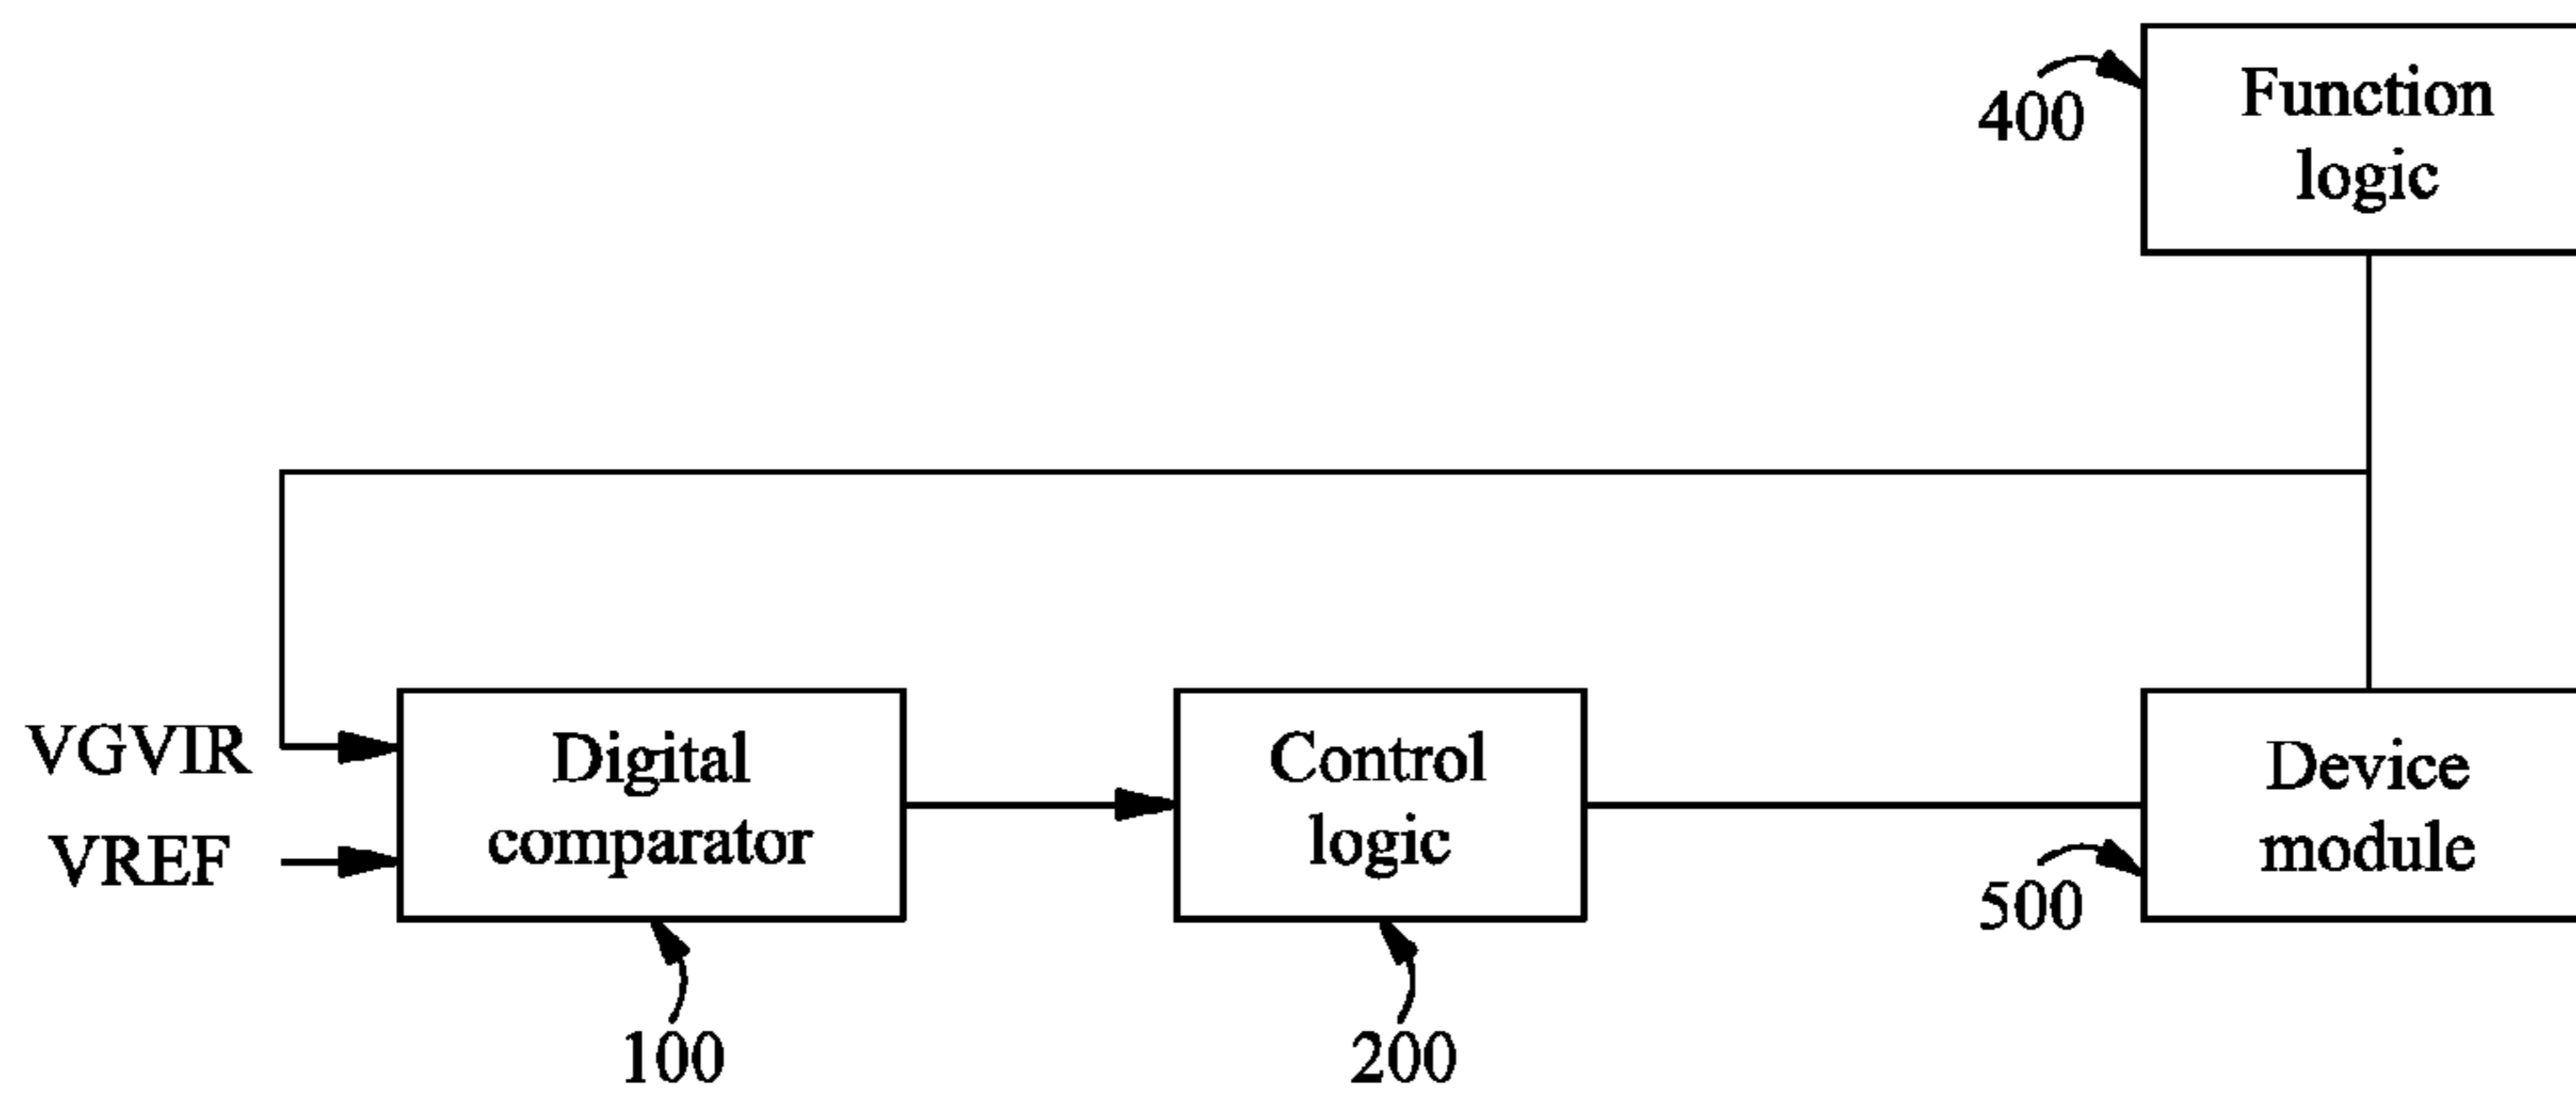 400
Function
logic
VGVIR
VREF
Digital
comparator
Control
logic
Device
module
500
100
200